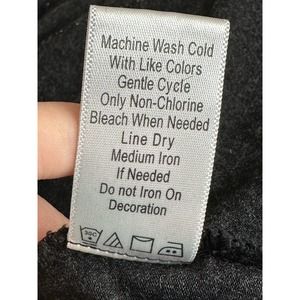 Machine Wash Cold
With Like Colors
Gentle Cycle
Only Non-Chlorine
Bleach When Needed
Line Dry
Medium Iron
If Needed
Do not Iron On
Decoration
30C